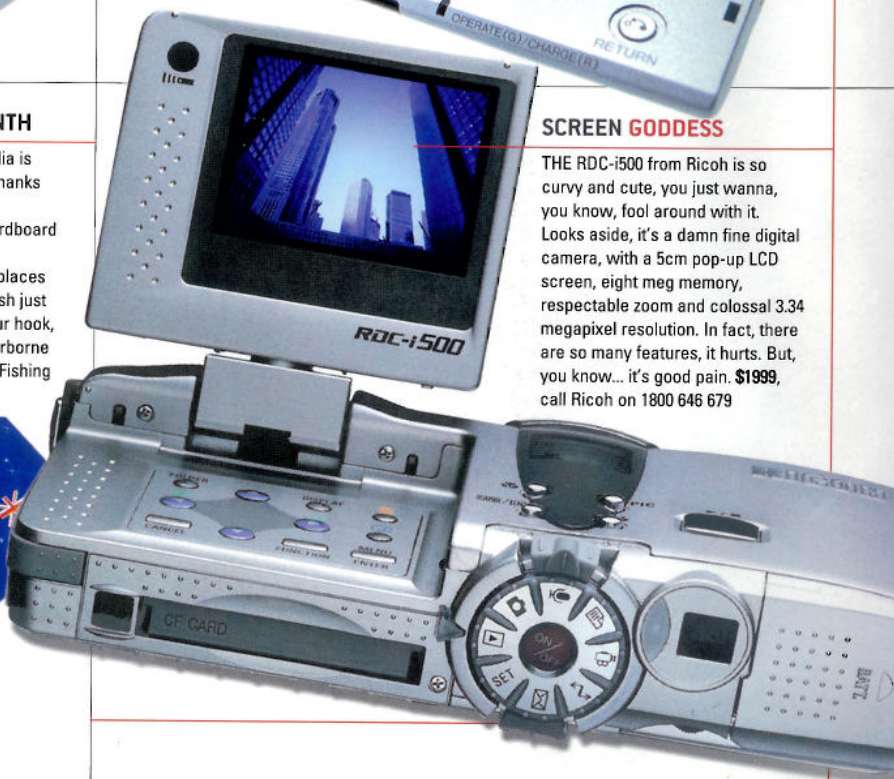 OPERATE(G)/CHARGE(R)
RETURN
NTH
lia is
hanks
rdboard
places
sh just
ur hook,
rborne
Fishing
RDC-i500
SCREEN GODDESS
THE RDC-i500 from Ricoh is so
curvy and cute, you just wanna,
you know, fool around with it.
Looks aside, it's a damn fine digital
camera, with a 5cm pop-up LCD
screen, eight meg memory,
respectable zoom and colossal 3.34
megapixel resolution. In fact, there
are so many features, it hurts. But,
you know... it's good pain. $1999,
call Ricoh on 1800 646 679
FOLDER
DISPLAY
CANCEL
FUNCTION
MENU
ENTER
PIC
CF CARD
ON/OFF
SET
BATT